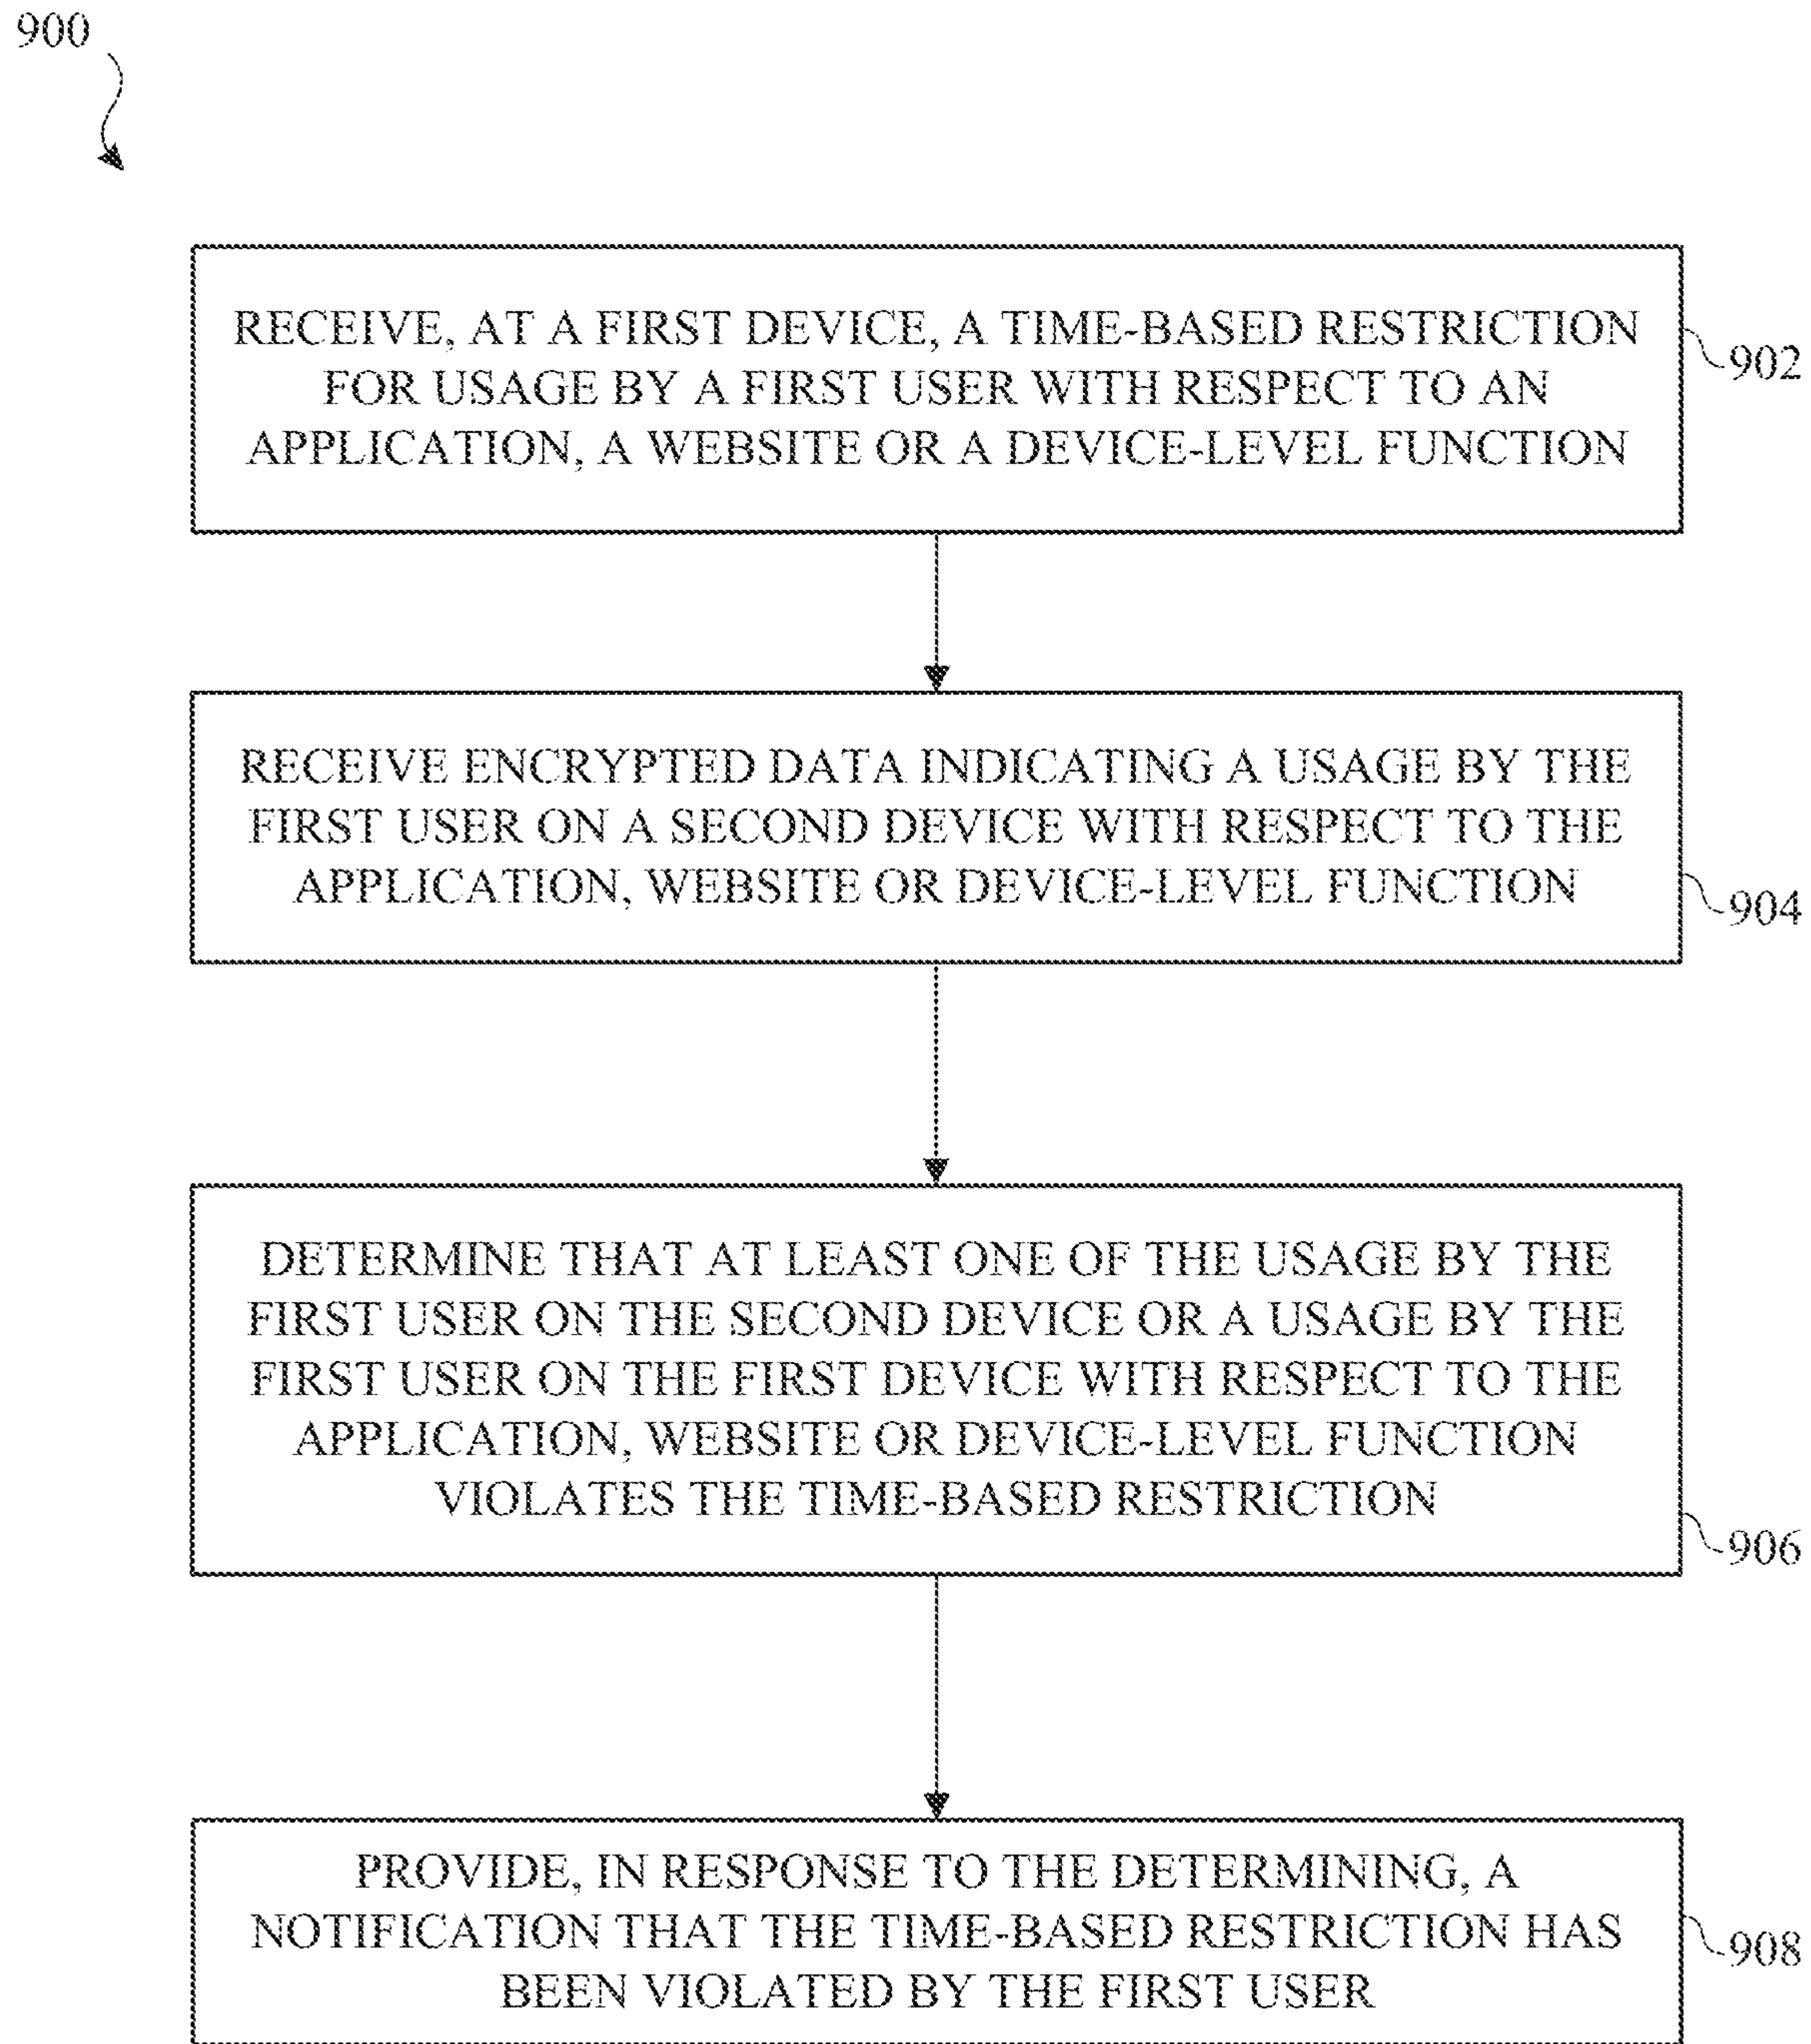 900
RECEIVE, AT A FIRST DEVICE, A TIME-BASED RESTRICTION
FOR USAGE BY A FIRST USER WITH RESPECT TO AN
APPLICATION, A WEBSITE OR A DEVICE-LEVEL FUNCTION
902
RECEIVE ENCRYPTED DATA INDICATING A USAGE BY THE
FIRST USER ON A SECOND DEVICE WITH RESPECT TO THE
APPLICATION, WEBSITE OR DEVICE-LEVEL FUNCTION
904
DETERMINE THAT AT LEAST ONE OF THE USAGE BY THE
FIRST USER ON THE SECOND DEVICE OR A USAGE BY THE
FIRST USER ON THE FIRST DEVICE WITH RESPECT TO THE
APPLICATION, WEBSITE OR DEVICE-LEVEL FUNCTION
VIOLATES THE TIME-BASED RESTRICTION
906
PROVIDE, IN RESPONSE TO THE DETERMINING, A
NOTIFICATION THAT THE TIME-BASED RESTRICTION HAS
BEEN VIOLATED BY THE FIRST USER
908